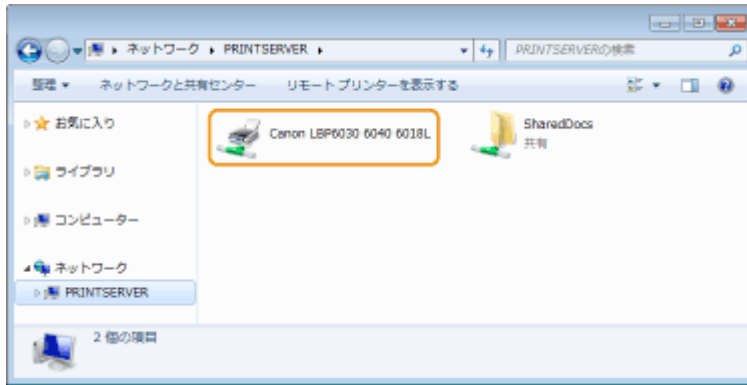 ネットワーク ▸ PRINTSERVER ▸
PRINTSERVERの検索
整理 ネットワークと共有センター リモート プリンターを表示する
お気に入り
ライブラリ
コンピューター
ネットワーク
PRINTSERVER
Canon LBP6030 6040 6018L
SharedDocs
共有
2 個の項目